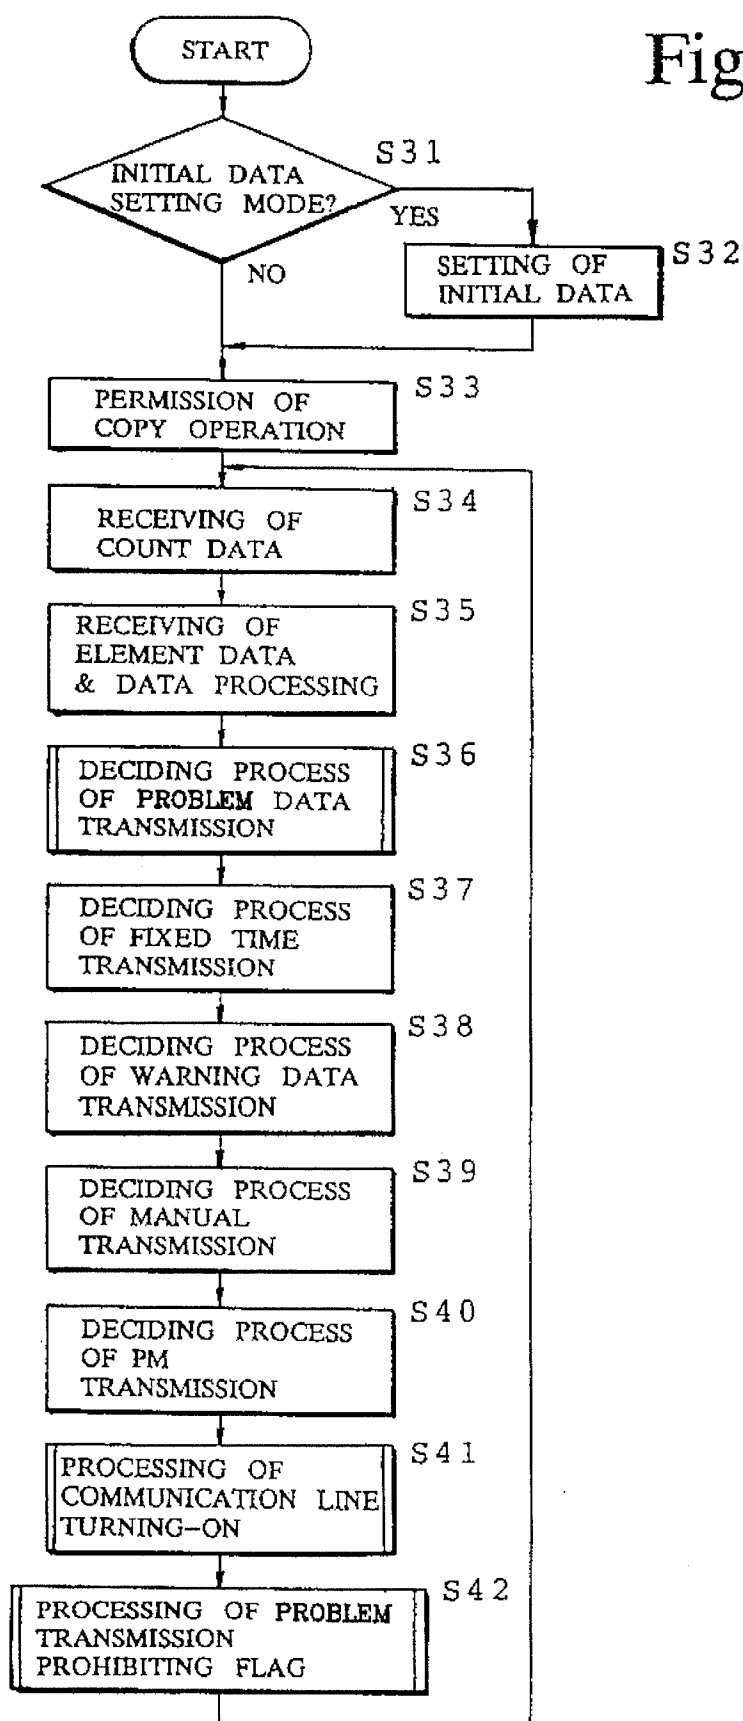 START
Fig
S31
INITIAL DATA
SETTING MODE?
YES
NO
S32
SETTING OF
INITIAL DATA
S33
PERMISSION OF
COPY OPERATION
S34
RECEIVING OF
COUNT DATA
S35
RECEIVING OF
ELEMENT DATA
& DATA PROCESSING
S36
DECIDING PROCESS
OF PROBLEM DATA
TRANSMISSION
S37
DECIDING PROCESS
OF FIXED TIME
TRANSMISSION
S38
DECIDING PROCESS
OF WARNING DATA
TRANSMISSION
S39
DECIDING PROCESS
OF MANUAL
TRANSMISSION
S40
DECIDING PROCESS
OF PM
TRANSMISSION
S41
PROCESSING OF
COMMUNICATION LINE
TURNING-ON
S42
PROCESSING OF PROBLEM
TRANSMISSION
PROHIBITING FLAG